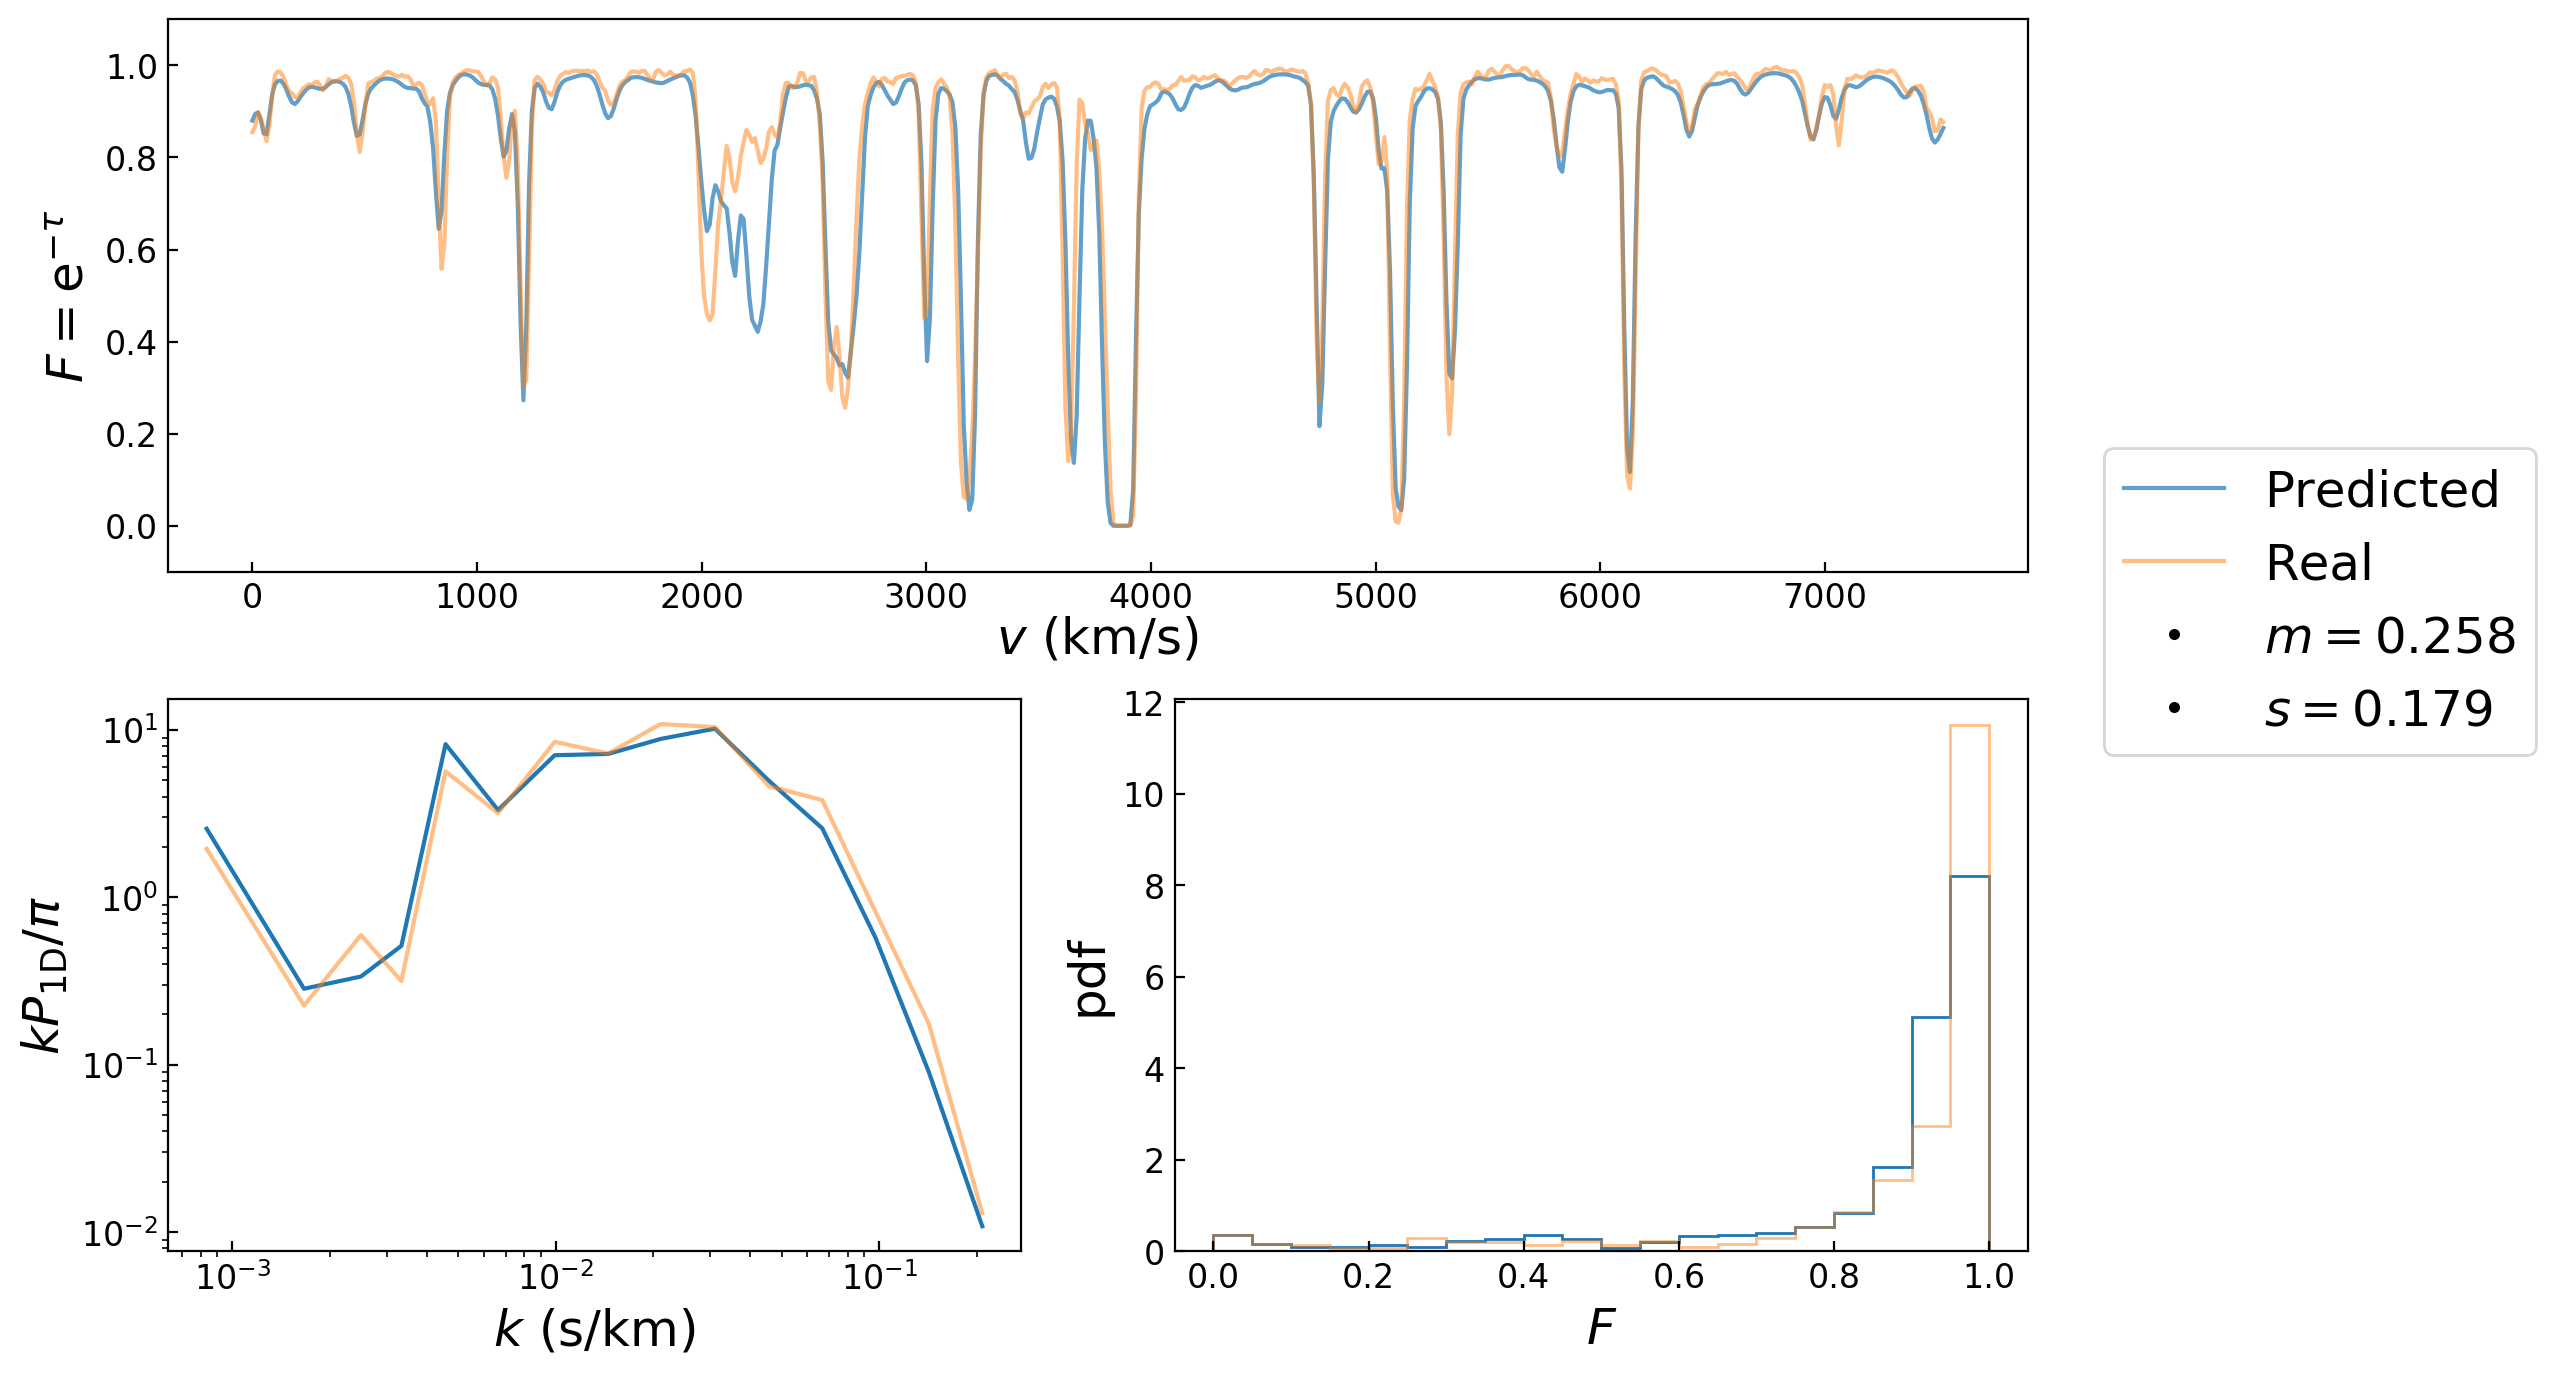 1.0
0.8
0.6
0.4
0.2
0.0
F = e^{−τ}
0 1000 2000 3000 4000 5000 6000 7000
v (km/s)
Predicted
Real
m = 0.258
s = 0.179
10^1
10^0
10^{−1}
10^{−2}
kP_{1D}/π
10^{−3} 10^{−2} 10^{−1}
k (s/km)
12
10
8
6
4
2
0
pdf
0.0 0.2 0.4 0.6 0.8 1.0
F